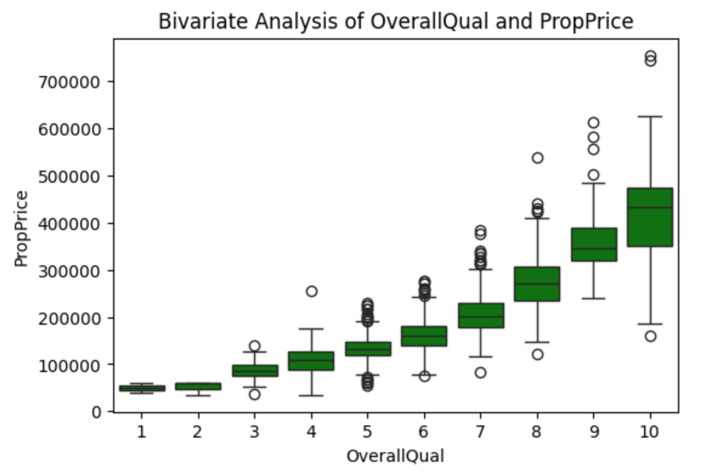 Bivariate Analysis of OverallQual and PropPrice
700000
600000
500000
400000
300000
200000
100000
0
PropPrice
1 2 3 4 5 6 7 8 9 10
OverallQual